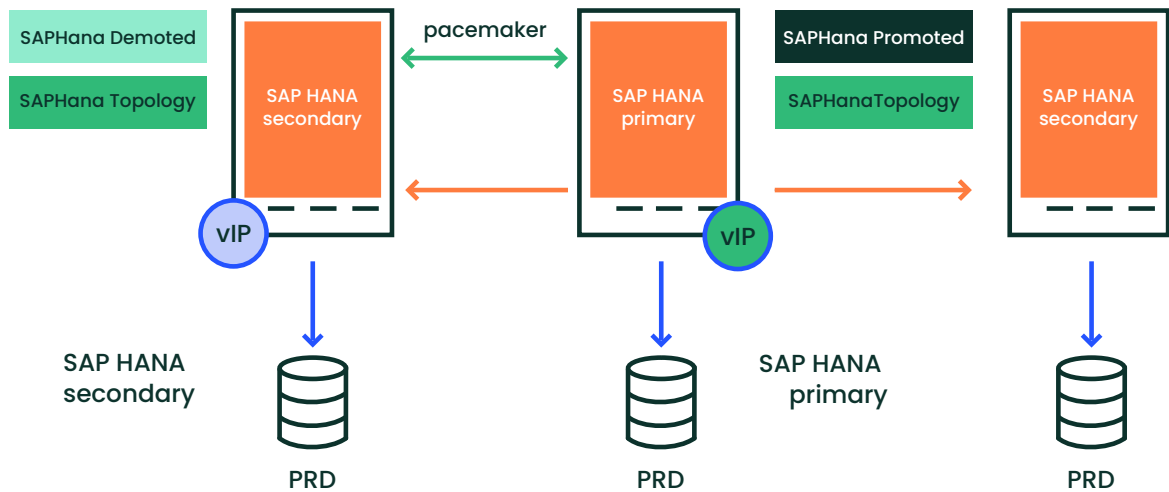 SAPHana Demoted
SAPHana Topology
SAP HANA
secondary
vIP
pacemaker
SAP HANA
primary
vIP
SAPHana Promoted
SAPHanaTopology
SAP HANA
secondary
SAP HANA
secondary
PRD
PRD
SAP HANA
primary
PRD